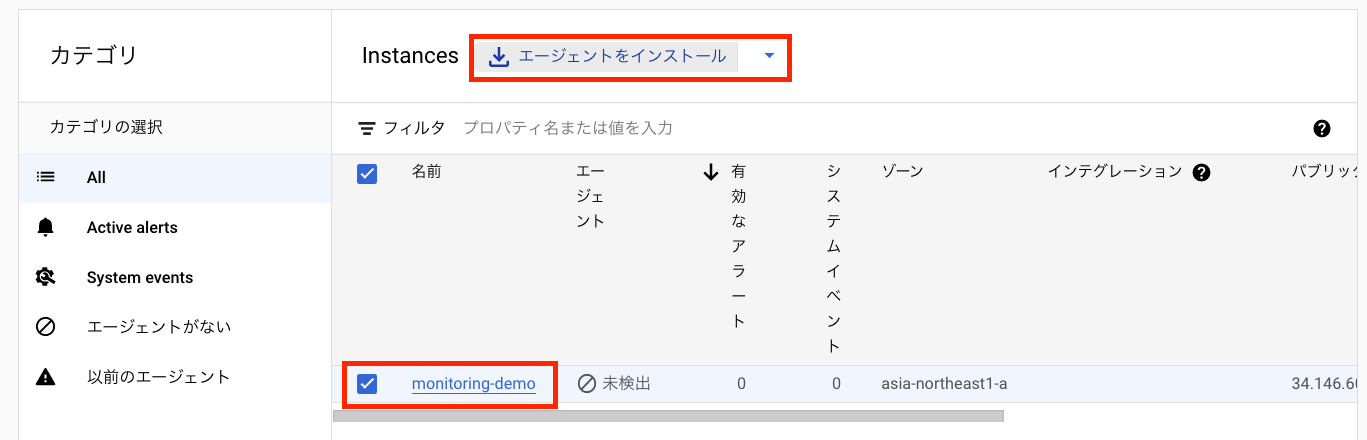 カテゴリ
Instances エージェントをインストール
カテゴリの選択
フィルタ プロパティ名または値を入力
All
Active alerts
System events
エージェントがない
以前のエージェント
名前
エー
ジェ
ント
有
効
な
ア
ラ
ー
ト
シ
ス
テ
ム
イ
ベ
ン
ト
ゾーン
インテグレーション
パブリック
monitoring-demo 未検出 0 0 asia-northeast1-a 34.146.60